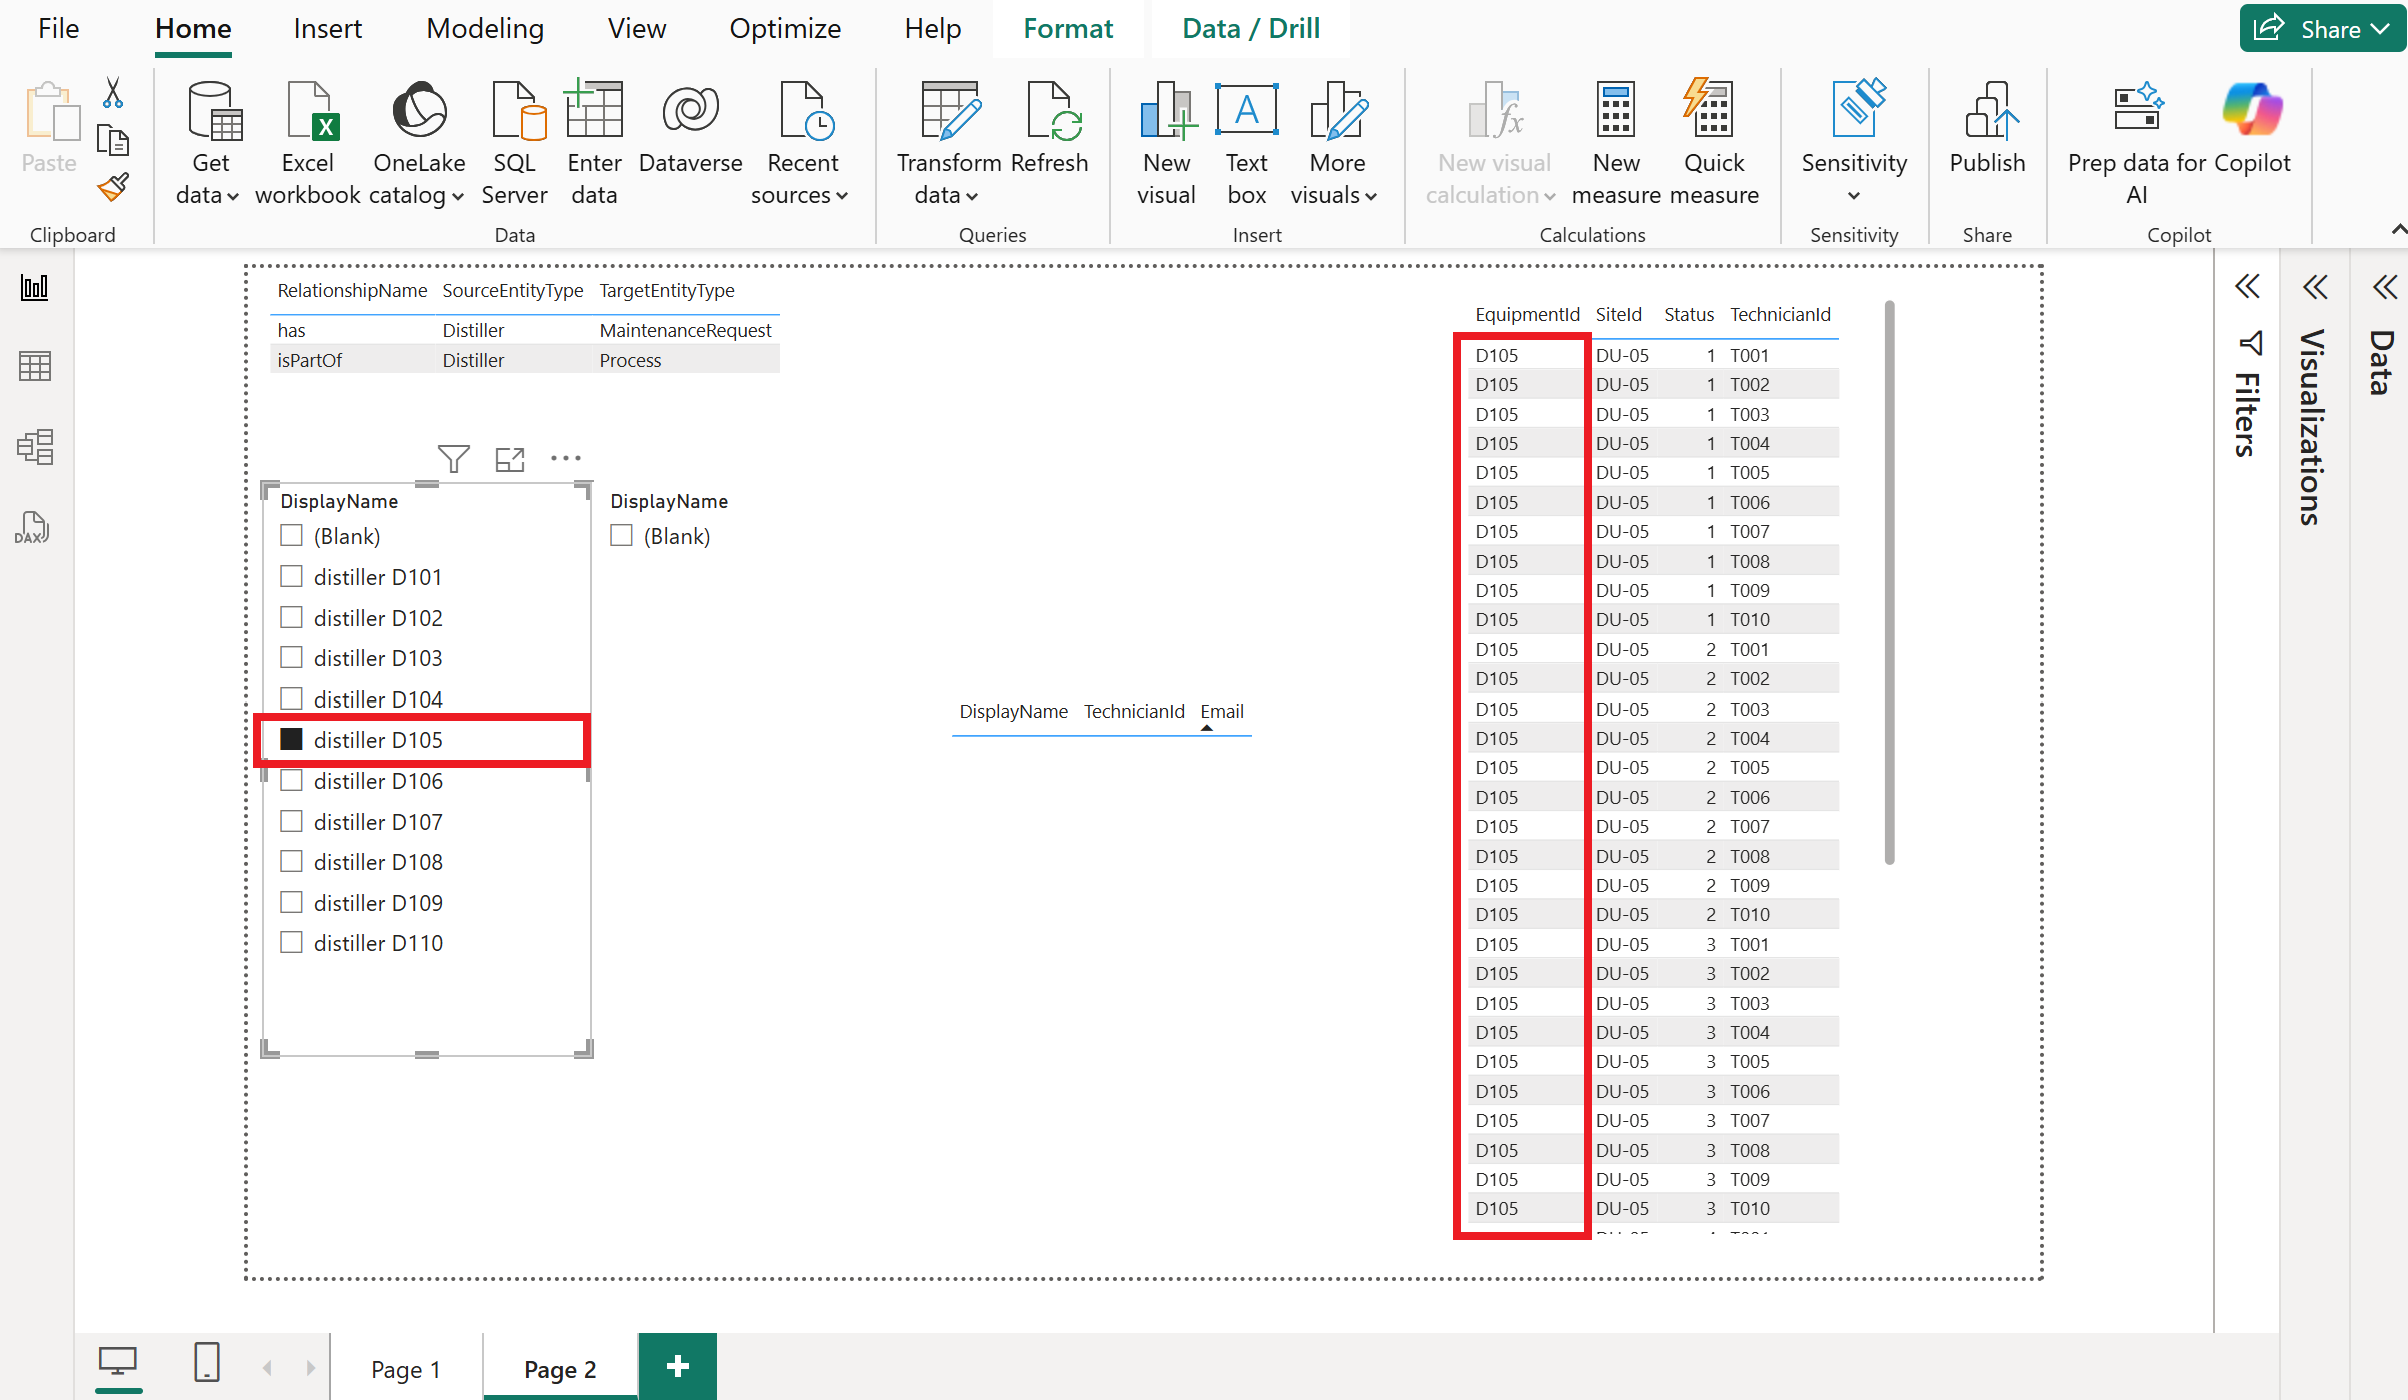 File Home Insert Modeling View Optimize Help Format Data / Drill Share
Paste
Get data
Excel workbook
OneLake catalog
SQL Server
Enter data
Dataverse
Recent sources
Transform data
Refresh
New visual
Text box
More visuals
New visual calculation
New measure
Quick measure
Sensitivity
Publish
Prep data for AI
Copilot
Clipboard Data Queries Insert Calculations Sensitivity Share Copilot
RelationshipName SourceEntityType TargetEntityType
has Distiller MaintenanceRequest
isPartOf Distiller Process
DisplayName
(Blank)
distiller D101
distiller D102
distiller D103
distiller D104
distiller D105
distiller D106
distiller D107
distiller D108
distiller D109
distiller D110
DisplayName
(Blank)
DisplayName TechnicianId Email
EquipmentId SiteId Status TechnicianId
D105 DU-05 1 T001
D105 DU-05 1 T002
D105 DU-05 1 T003
D105 DU-05 1 T004
D105 DU-05 1 T005
D105 DU-05 1 T006
D105 DU-05 1 T007
D105 DU-05 1 T008
D105 DU-05 1 T009
D105 DU-05 1 T010
D105 DU-05 2 T001
D105 DU-05 2 T002
D105 DU-05 2 T003
D105 DU-05 2 T004
D105 DU-05 2 T005
D105 DU-05 2 T006
D105 DU-05 2 T007
D105 DU-05 2 T008
D105 DU-05 2 T009
D105 DU-05 2 T010
D105 DU-05 3 T001
D105 DU-05 3 T002
D105 DU-05 3 T003
D105 DU-05 3 T004
D105 DU-05 3 T005
D105 DU-05 3 T006
D105 DU-05 3 T007
D105 DU-05 3 T008
D105 DU-05 3 T009
D105 DU-05 3 T010
Filters
Visualizations
Data
DAX
Page 1
Page 2